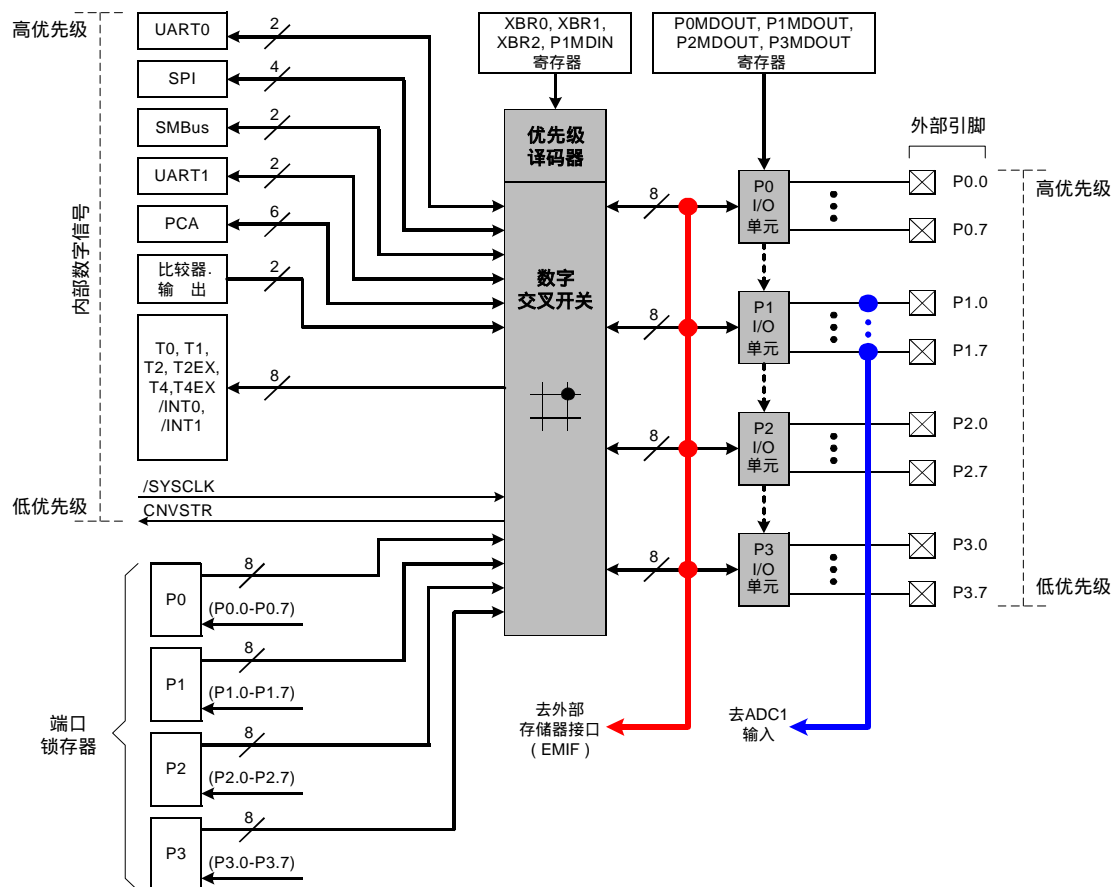 高优先级
UART0
2
SPI
4
SMBus
2
UART1
2
PCA
6
比较器.
输 出
2
T0, T1,
T2, T2EX,
T4,T4EX
/INT0,
/INT1
8
内部数字信号
低优先级
/SYSCLK
CNVSTR
XBR0, XBR1,
XBR2, P1MDIN
寄存器
P0MDOUT, P1MDOUT,
P2MDOUT, P3MDOUT
寄存器
优先级
译码器
数字
交叉开关
8
8
8
8
P0
I/O
单元
P1
I/O
单元
P2
I/O
单元
P3
I/O
单元
外部引脚
P0.0
P0.7
P1.0
P1.7
P2.0
P2.7
P3.0
P3.7
高优先级
低优先级
端口
锁存器
P0
8
(P0.0-P0.7)
P1
8
(P1.0-P1.7)
P2
8
(P2.0-P2.7)
P3
8
(P3.0-P3.7)
去外部
存储器接口
( EMIF )
去ADC1
输入